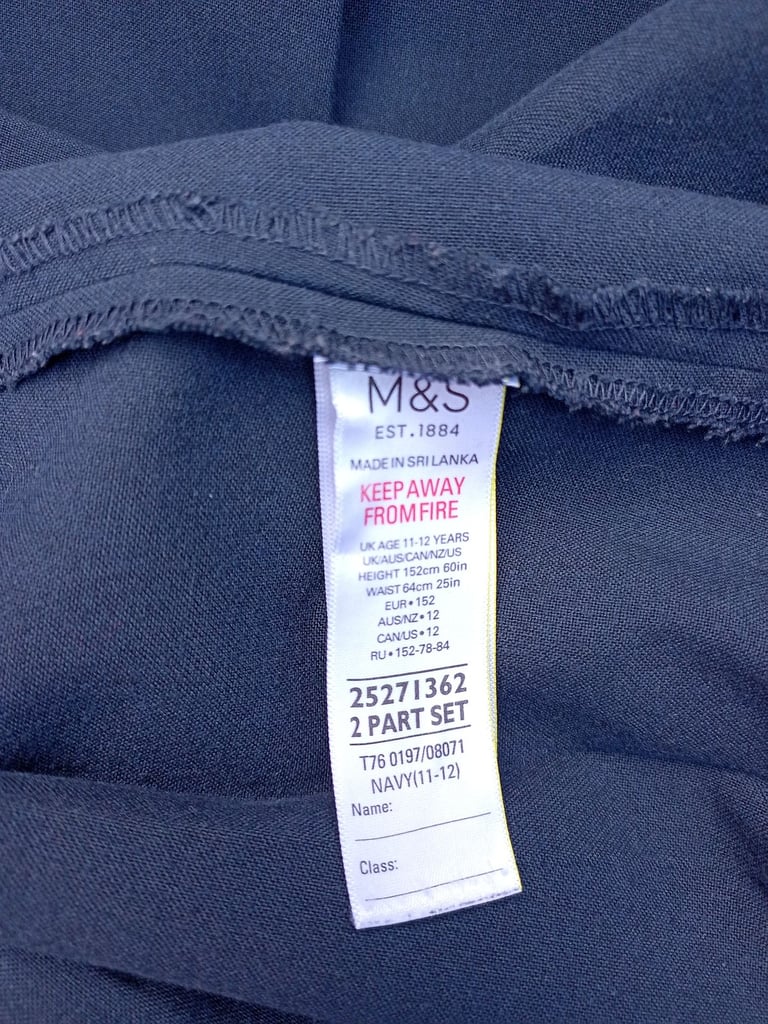 M&S
EST.1884
MADE IN SRI LANKA
KEEP AWAY
FROM FIRE
UK AGE 11-12 YEARS
UK/AUS/CAN/NZ/US
HEIGHT 152cm 60in
WAIST 64cm 25in
EUR•152
AUS/NZ•12
CAN/US•12
RU•152-78-84
25271362
2 PART SET
T76 0197/08071
NAVY(11-12)
Name:
Class: